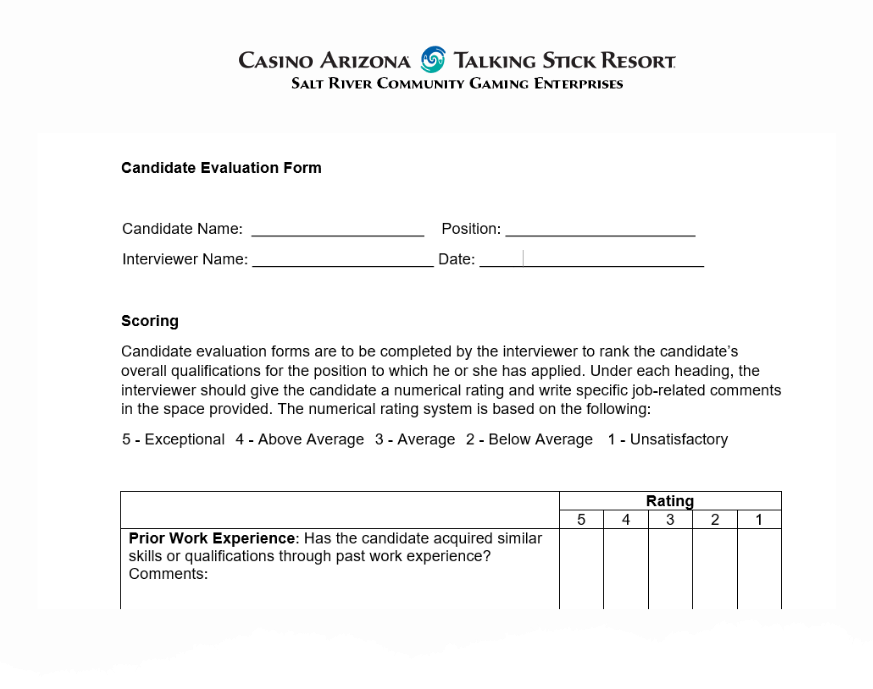 CASINO ARIZONA TALKING STICK RESORT
SALT RIVER COMMUNITY GAMING ENTERPRISES
Candidate Evaluation Form
Candidate Name: ____________________ Position: ______________________
Interviewer Name: _____________________ Date: __________________________
Scoring
Candidate evaluation forms are to be completed by the interviewer to rank the candidate’s
overall qualifications for the position to which he or she has applied. Under each heading, the
interviewer should give the candidate a numerical rating and write specific job-related comments
in the space provided. The numerical rating system is based on the following:
5 - Exceptional 4 - Above Average 3 - Average 2 - Below Average 1 - Unsatisfactory
Rating
5 4 3 2 1
Prior Work Experience: Has the candidate acquired similar
skills or qualifications through past work experience?
Comments: